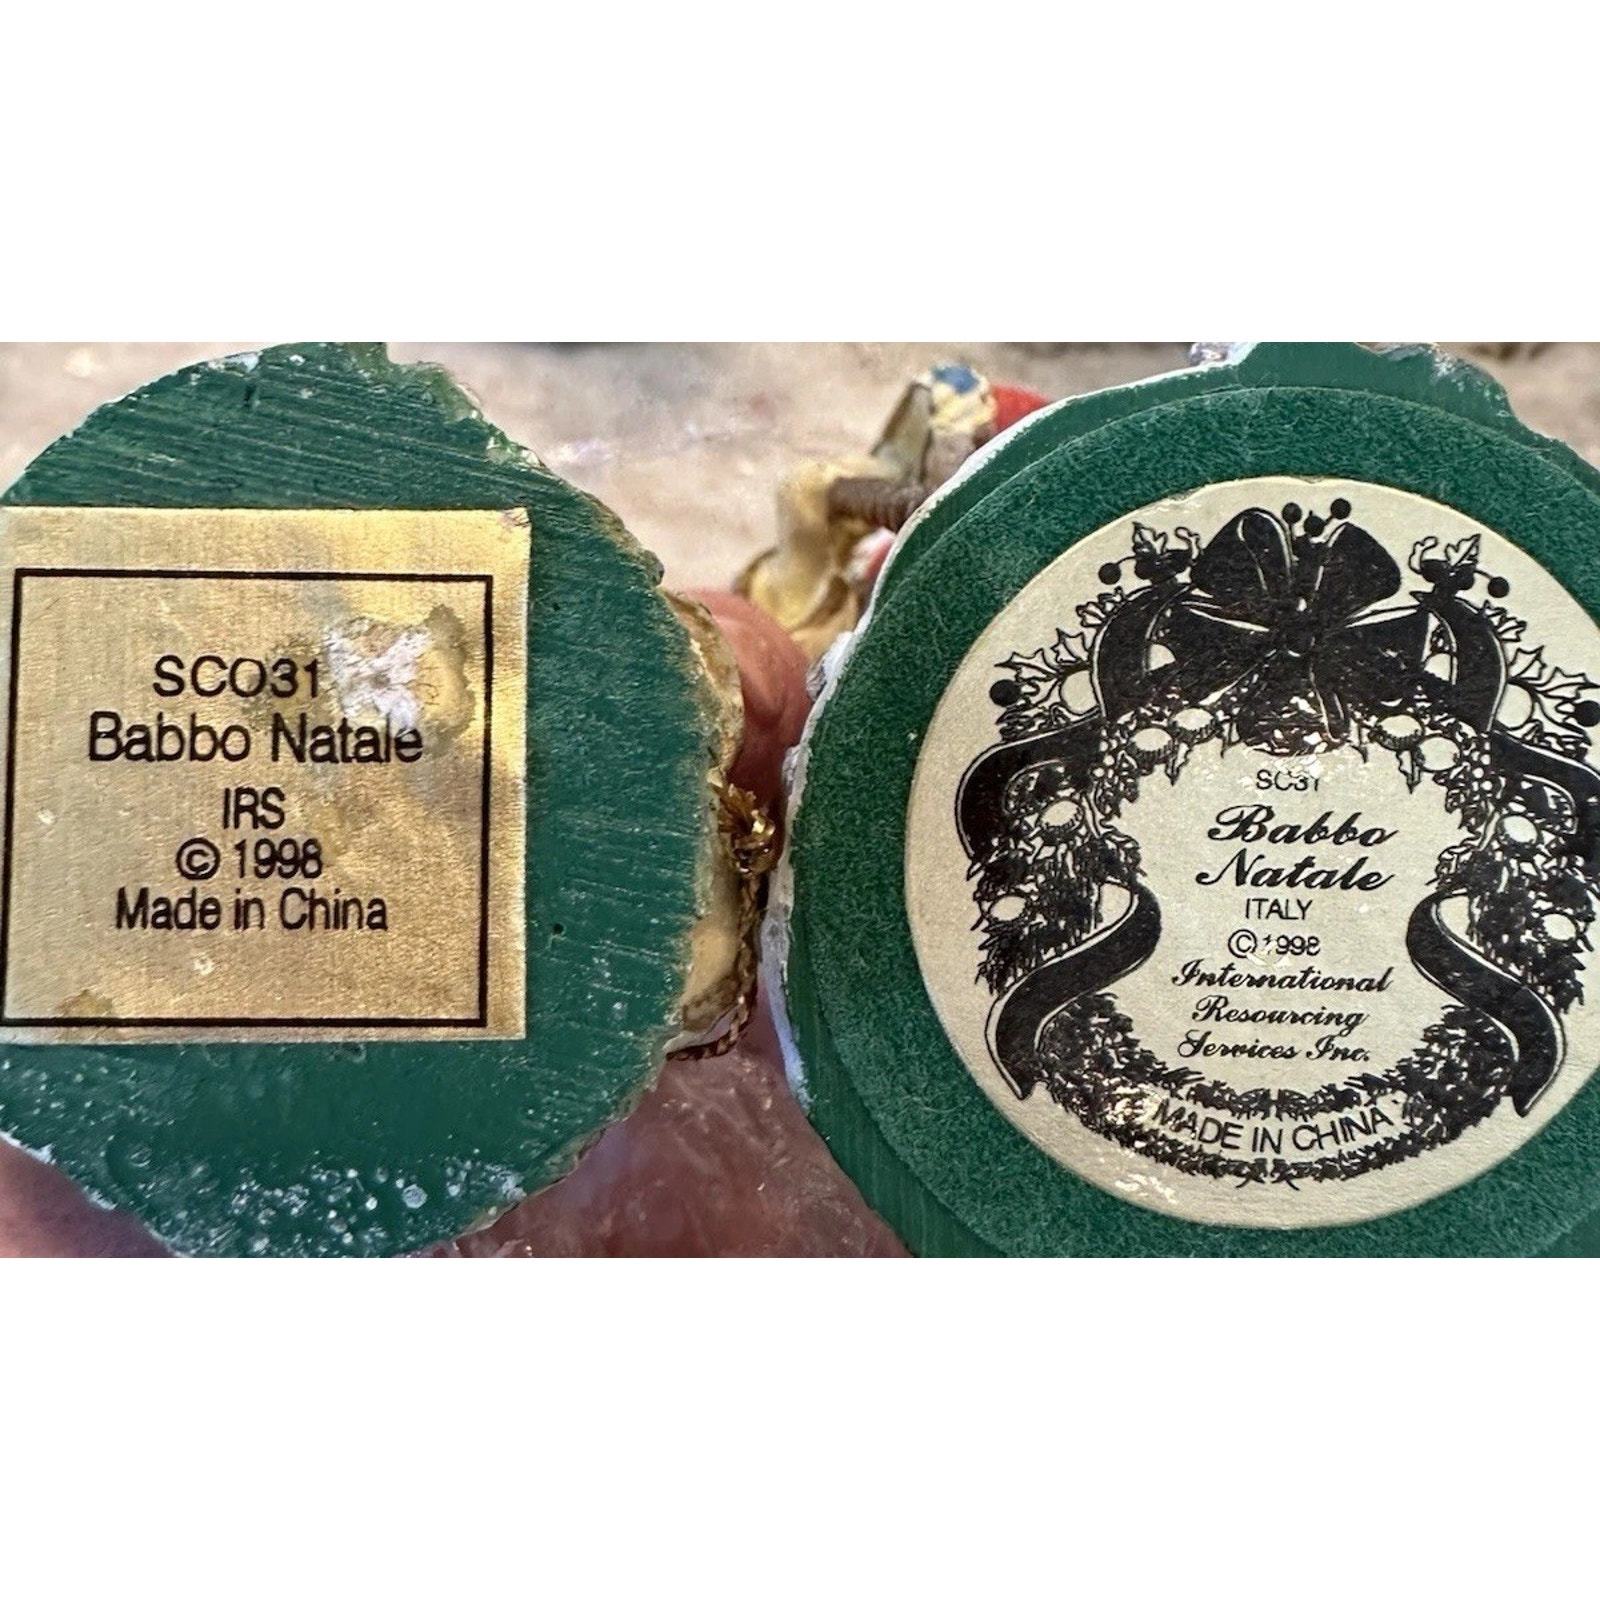 SCO31
Babbo Natale
IRS
© 1998
Made in China
SC31
Babbo
Natale
ITALY
© 1998
International
Resourcing
Services Inc.
MADE IN CHINA